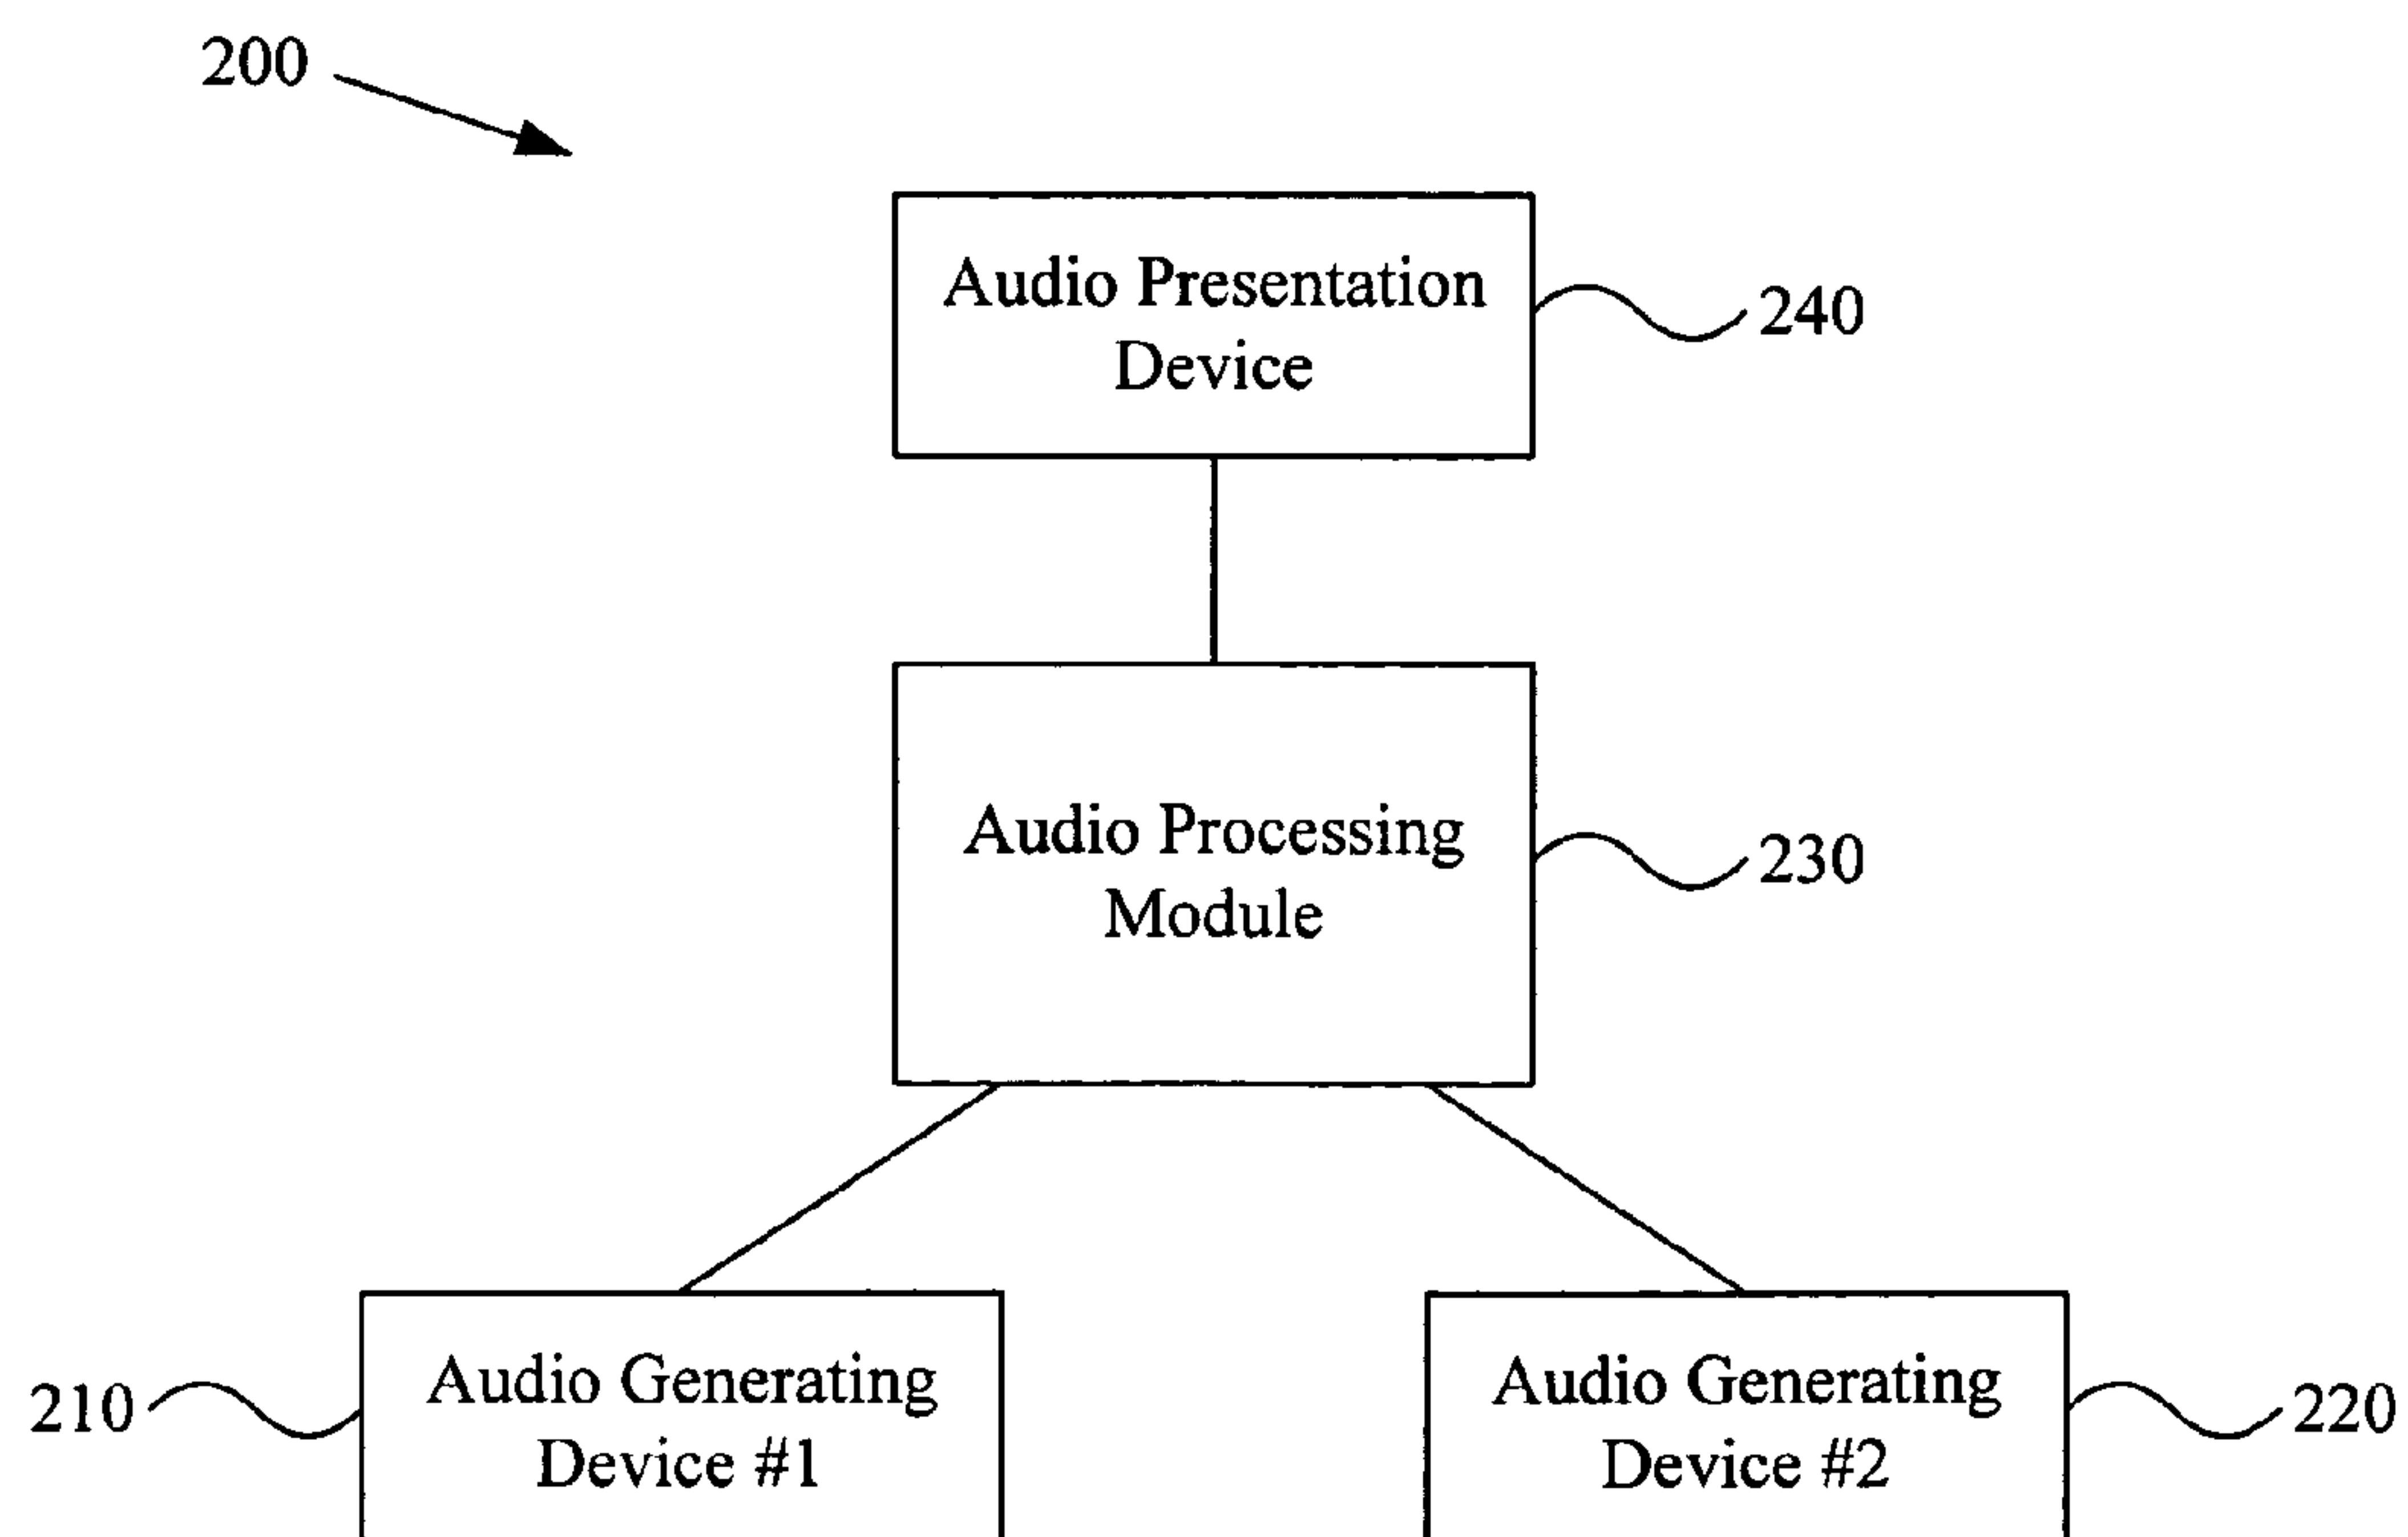 200
Audio Presentation
Device
240
Audio Processing
Module
230
210
Audio Generating
Device #1
Audio Generating
Device #2
220